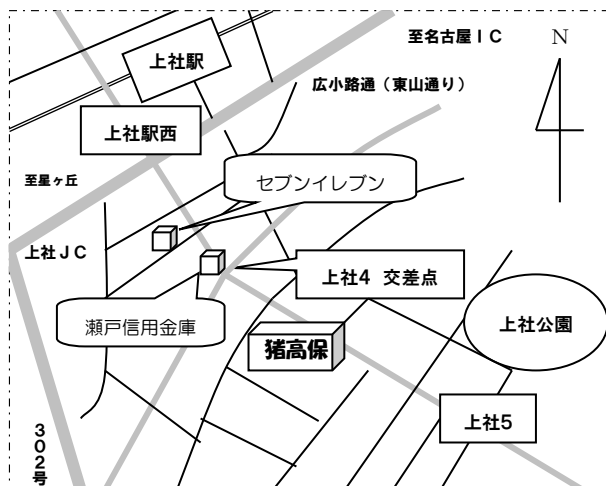 至名古屋ＩＣ
N
上社駅
広小路通（東山通り）
上社駅西
至星ヶ丘
セブンイレブン
上社ＪＣ
上社4 交差点
瀬戸信用金庫
上社公園
猪高保
上社5
302号